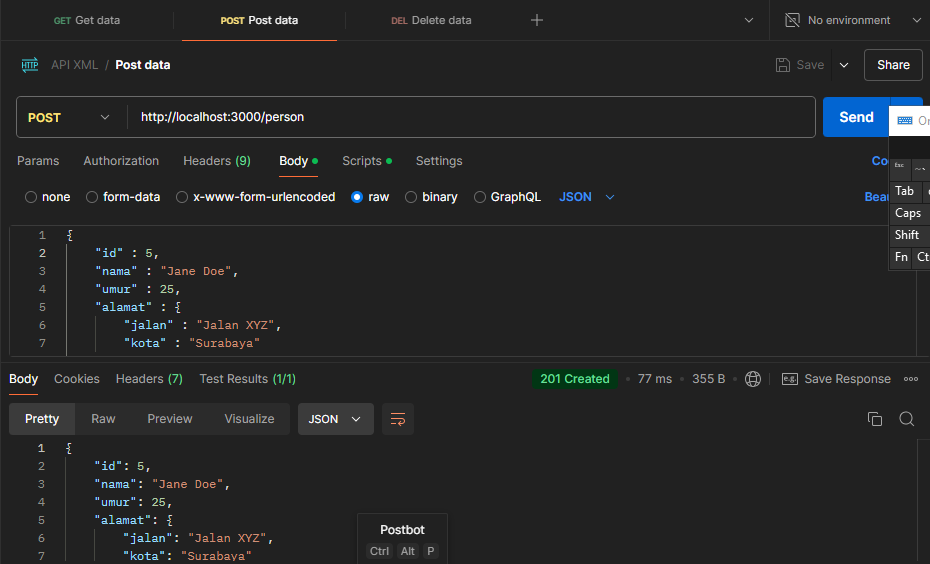 GET Get data POST Post data DEL Delete data No environment
HTTP API XML / Post data Save Share
POST http://localhost:3000/person Send
Params Authorization Headers (9) Body Scripts Settings Co
none form-data x-www-form-urlencoded raw binary GraphQL JSON Beau
1 {
2 "id" : 5,
3 "nama" : "Jane Doe",
4 "umur" : 25,
5 "alamat" : {
6 "jalan" : "Jalan XYZ",
7 "kota" : "Surabaya"
Esc
Tab
Caps
Shift
Fn
Body Cookies Headers (7) Test Results (1/1) 201 Created 77 ms 355 B e.g. Save Response
Pretty Raw Preview Visualize JSON
1 {
2 "id": 5,
3 "nama": "Jane Doe",
4 "umur": 25,
5 "alamat": {
6 "jalan": "Jalan XYZ",
7 "kota": "Surabaya"
Postbot
Ctrl Alt P